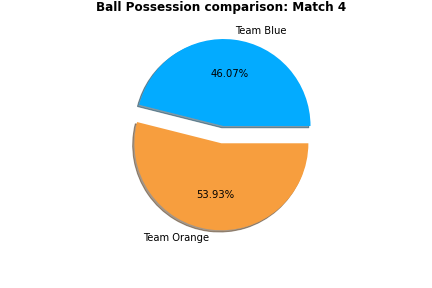 Ball Possession comparison: Match 4
Team Blue
46.07%
53.93%
Team Orange